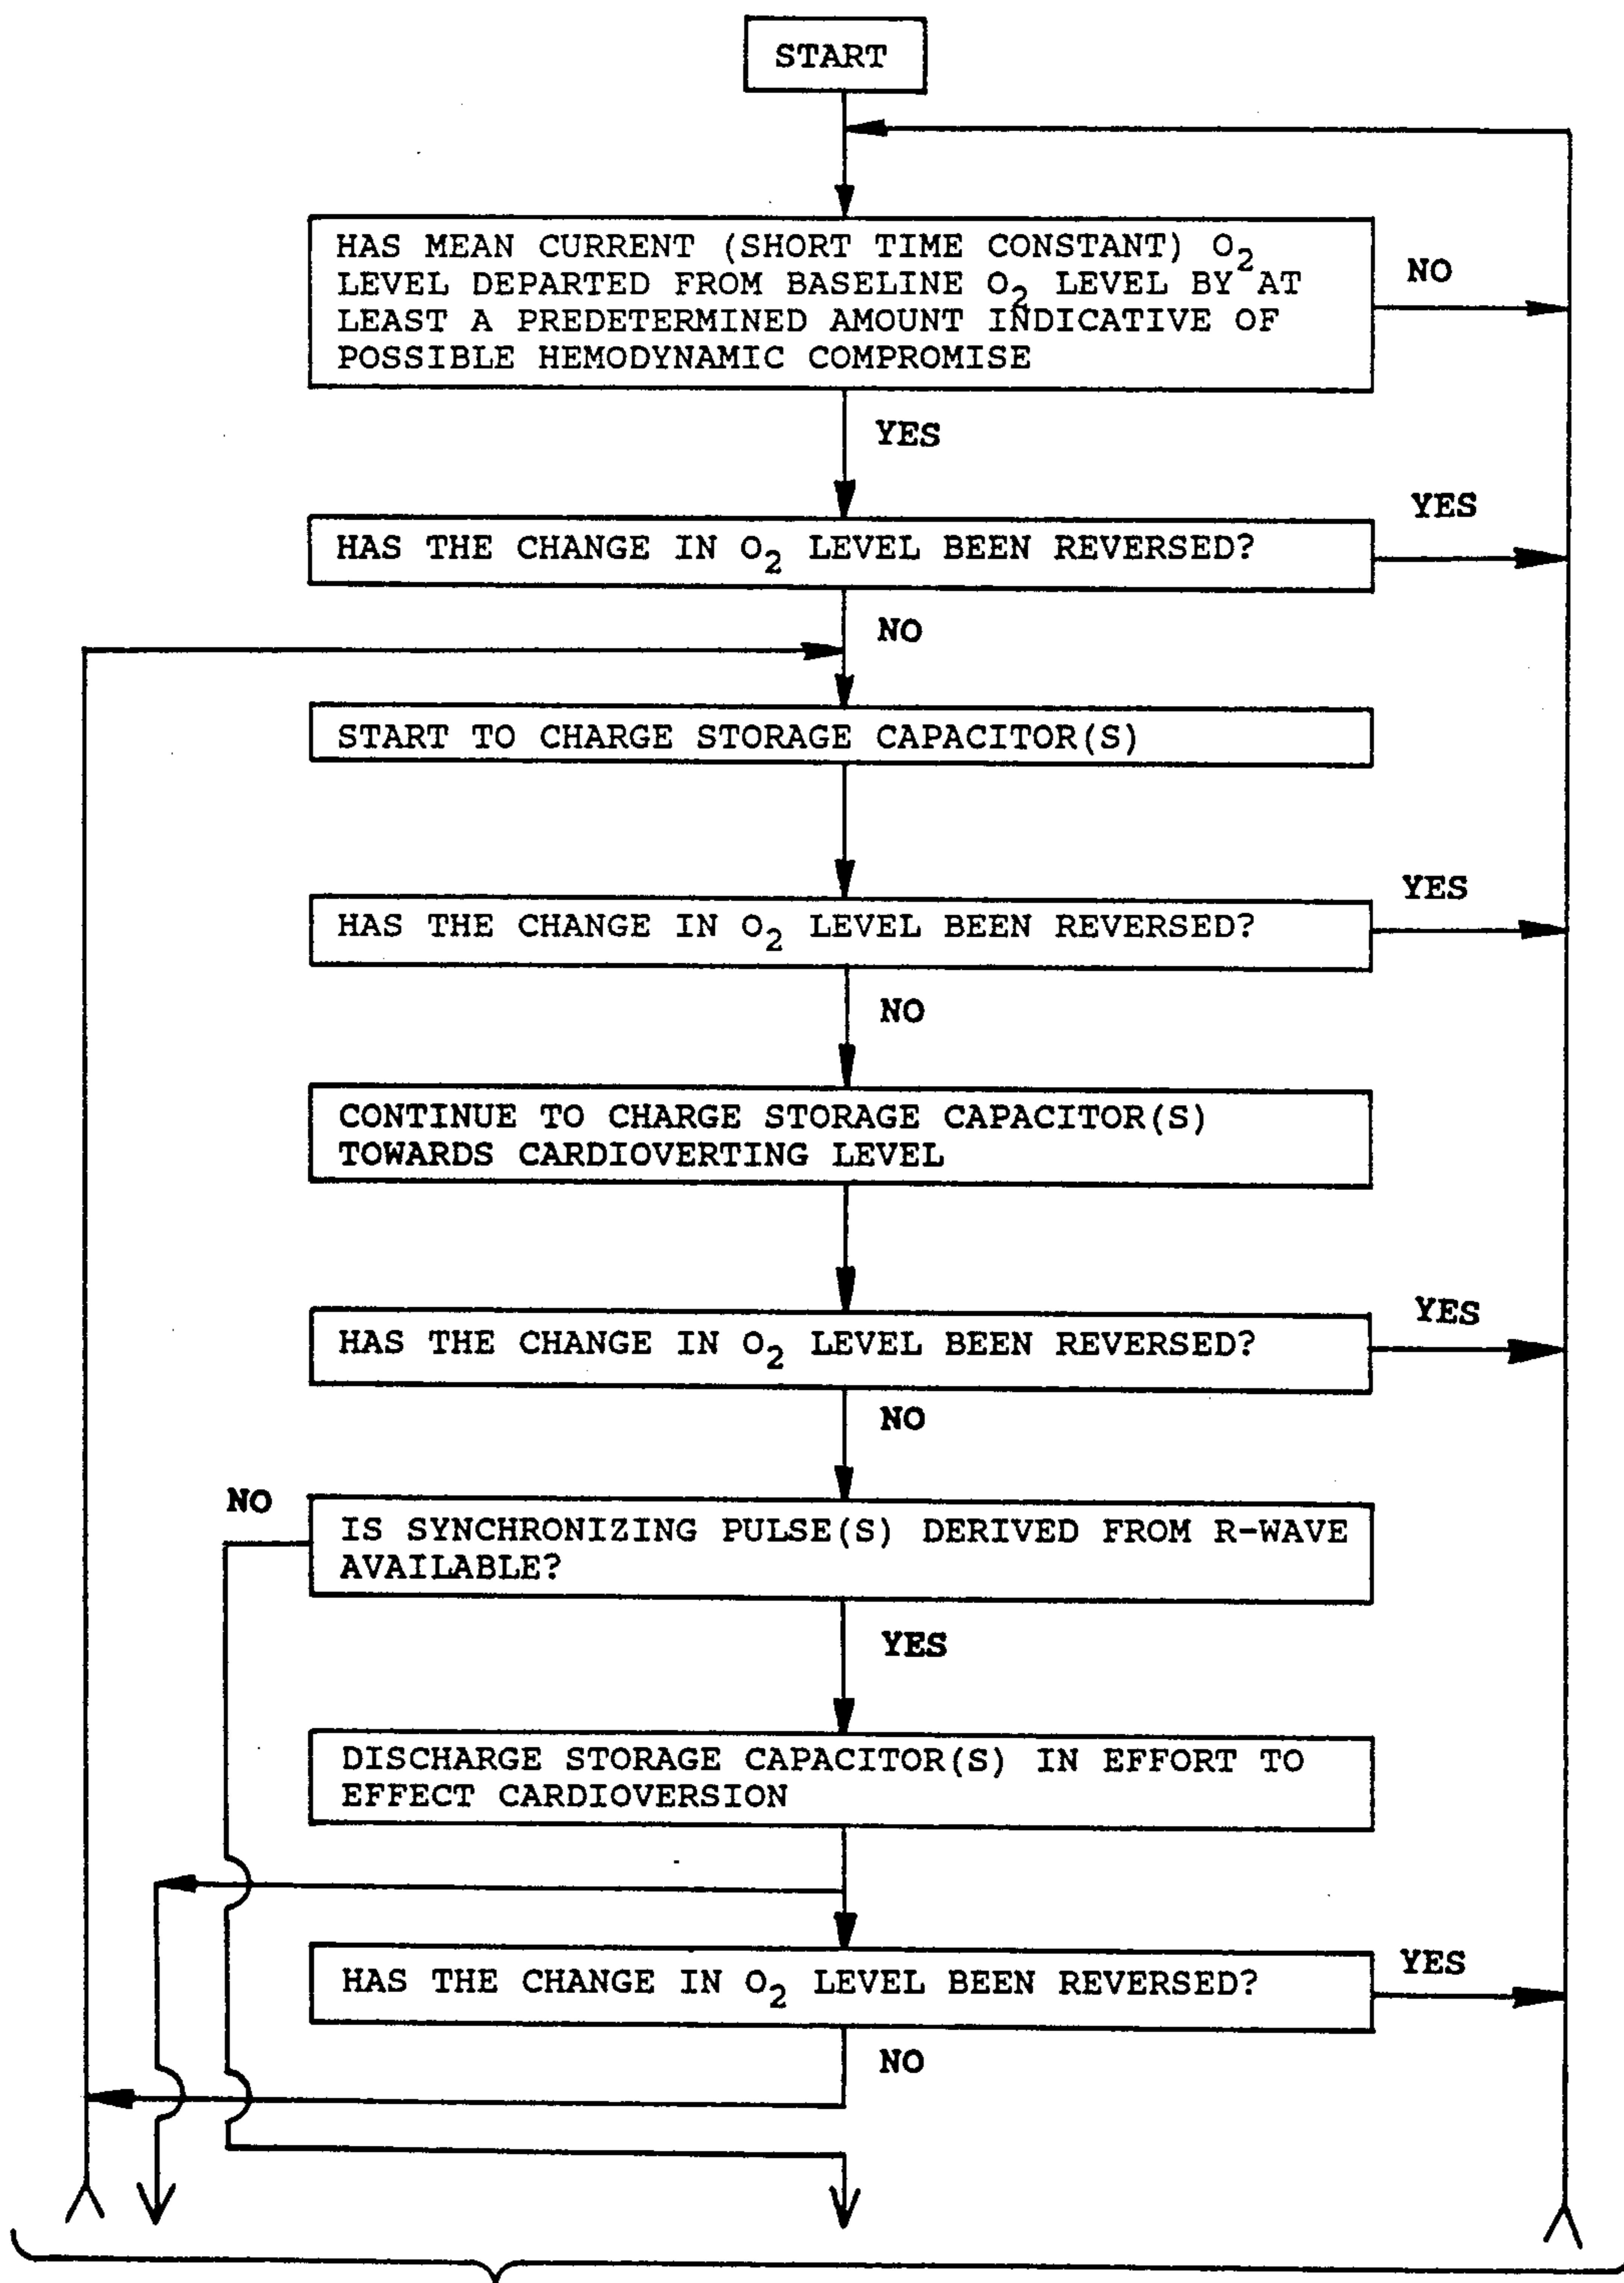 START
HAS MEAN CURRENT (SHORT TIME CONSTANT) O2
LEVEL DEPARTED FROM BASELINE O2 LEVEL BY AT
LEAST A PREDETERMINED AMOUNT INDICATIVE OF
POSSIBLE HEMODYNAMIC COMPROMISE
NO
YES
HAS THE CHANGE IN O2 LEVEL BEEN REVERSED?
YES
NO
START TO CHARGE STORAGE CAPACITOR(S)
HAS THE CHANGE IN O2 LEVEL BEEN REVERSED?
YES
NO
CONTINUE TO CHARGE STORAGE CAPACITOR(S)
TOWARDS CARDIOVERTING LEVEL
HAS THE CHANGE IN O2 LEVEL BEEN REVERSED?
YES
NO
NO
IS SYNCHRONIZING PULSE(S) DERIVED FROM R-WAVE
AVAILABLE?
YES
DISCHARGE STORAGE CAPACITOR(S) IN EFFORT TO
EFFECT CARDIOVERSION
HAS THE CHANGE IN O2 LEVEL BEEN REVERSED?
YES
NO